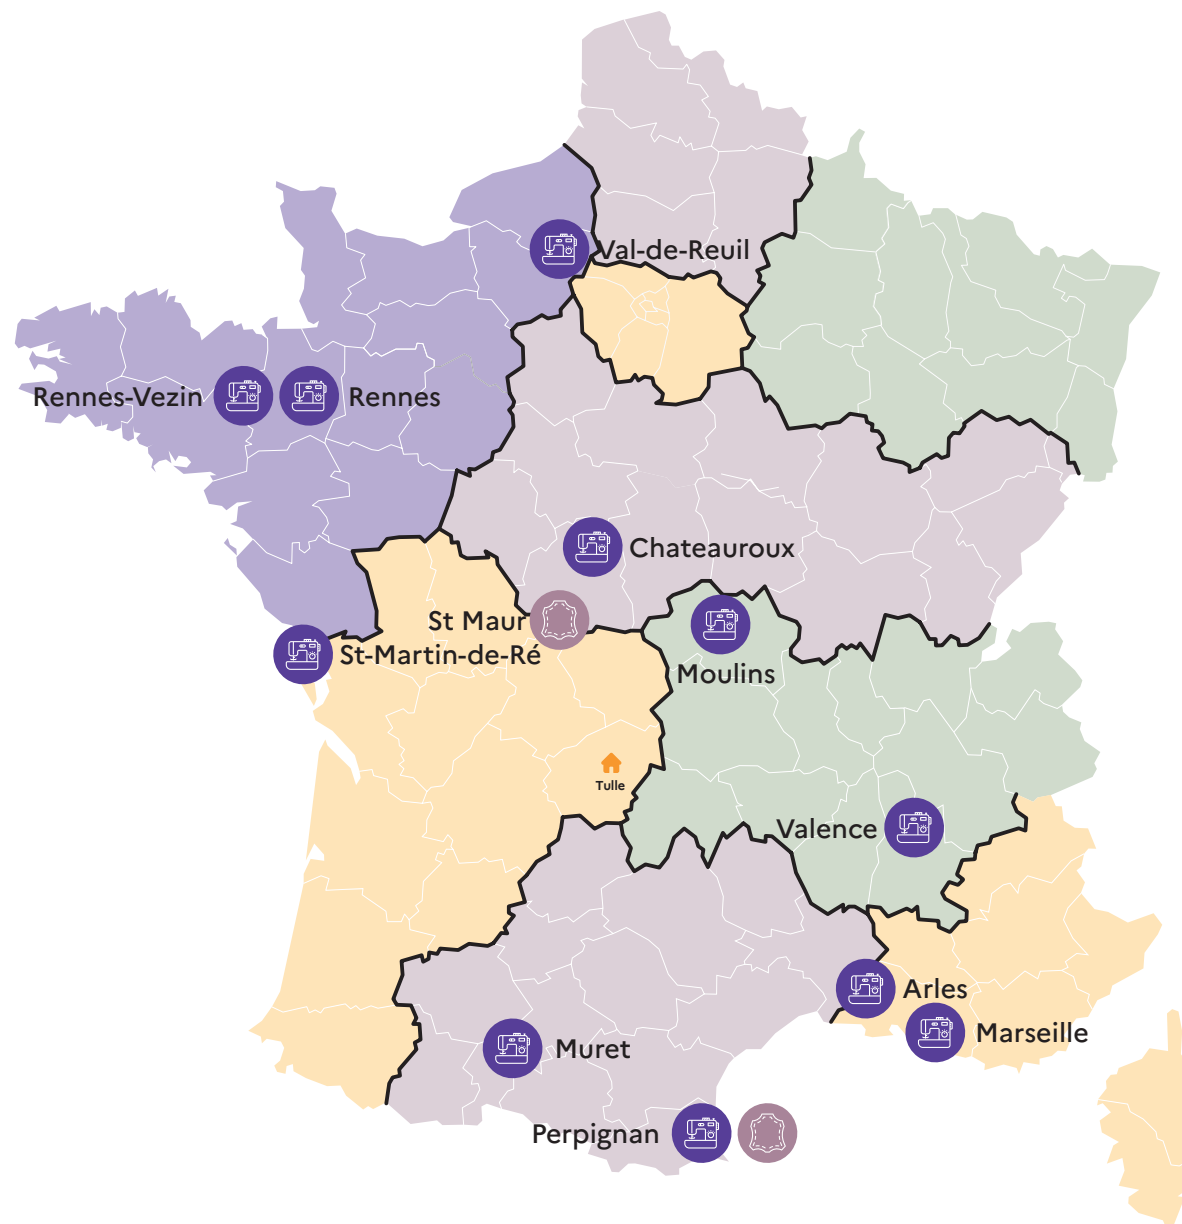 Val-de-Reuil
Rennes-Vezin
Rennes
Chateauroux
St Maur
St-Martin-de-Ré
Moulins
Tulle
Valence
Arles
Marseille
Muret
Perpignan